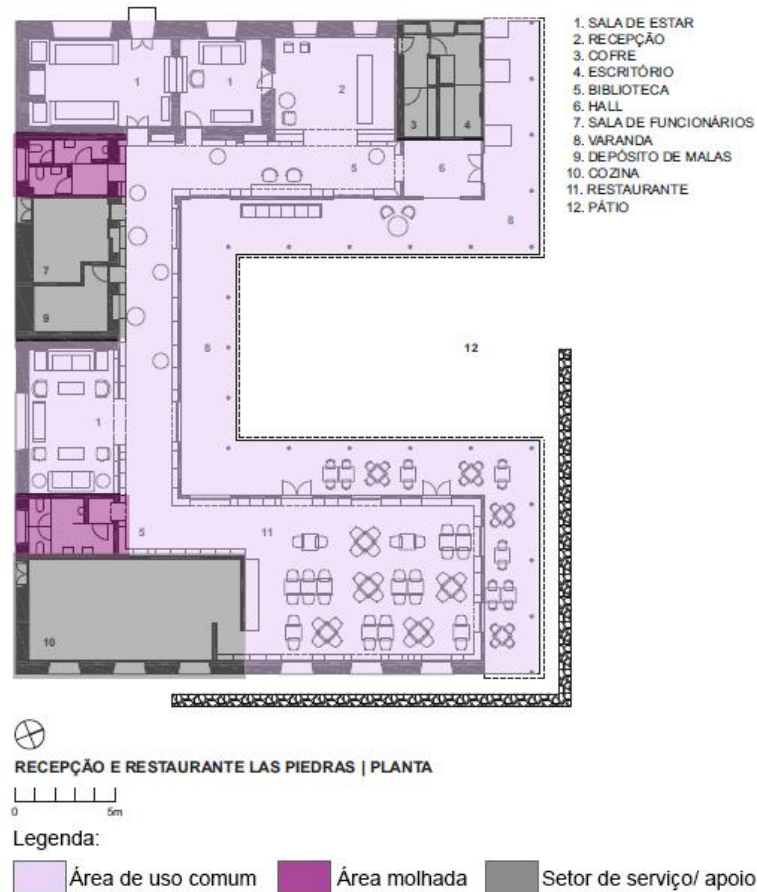 1. SALA DE ESTAR
2. RECEPÇÃO
3. COFRE
4. ESCRITÓRIO
5. BIBLIOTECA
6. HALL
7. SALA DE FUNCIONÁRIOS
8. VARANDA
9. DEPÓSITO DE MALAS
10. COZINA
11. RESTAURANTE
12. PÁTIO
1 1 2
3 4
5 6
8
7
9
8 12
1
5 11
10
RECEPÇÃO E RESTAURANTE LAS PIEDRAS | PLANTA
0 5m
Legenda:
Área de uso comum Área molhada Setor de serviço/ apoio